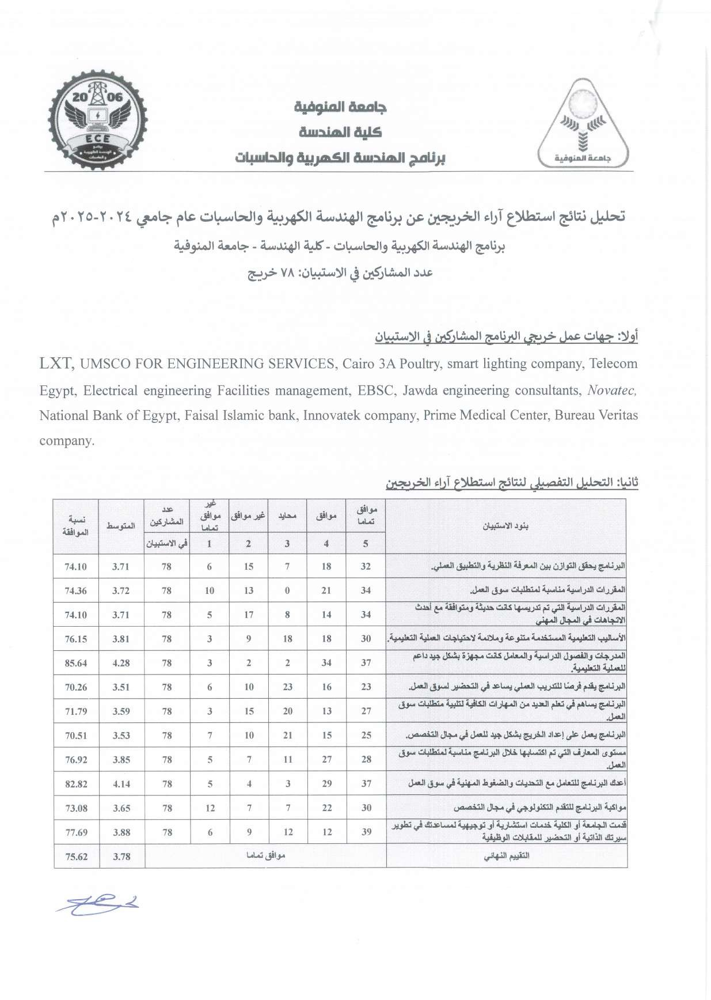 2006
ECE
برنامج
الهندسة الكهربية
والحاسبات
جامعة المنوفية
جامعة المنوفية
كلية الهندسة
برنامج الهندسة الكهربية والحاسبات
تحليل نتائج استطلاع آراء الخريجين عن برنامج الهندسة الكهربية والحاسبات عام جامعي ٢٠٢٤-٢٠٢٥م
برنامج الهندسة الكهربية والحاسبات - كلية الهندسة - جامعة المنوفية
عدد المشاركين في الاستبيان: ٧٨ خريج
أولا: جهات عمل خريجي البرنامج المشاركين في الاستبيان
LXT, UMSCO FOR ENGINEERING SERVICES, Cairo 3A Poultry, smart lighting company, Telecom
Egypt, Electrical engineering Facilities management, EBSC, Jawda engineering consultants, Novatec,
National Bank of Egypt, Faisal Islamic bank, Innovatek company, Prime Medical Center, Bureau Veritas
company.
ثانيا: التحليل التفصيلي لنتائج استطلاع آراء الخريجين
بنود الاستبيان موافق تماما موافق محايد غير موافق غير موافق تماما عدد المشاركين في الاستبيان المتوسط نسبة الموافقة
5 4 3 2 1
البرنامج يحقق التوازن بين المعرفة النظرية والتطبيق العملي. 32 18 7 15 6 78 3.71 74.10
المقررات الدراسية مناسبة لمتطلبات سوق العمل. 34 21 0 13 10 78 3.72 74.36
المقررات الدراسية التي تم تدريسها كانت حديثة ومتوافقة مع أحدث
الاتجاهات في المجال المهني 34 14 8 17 5 78 3.71 74.10
الأساليب التعليمية المستخدمة متنوعة وملائمة لاحتياجات العملية التعليمية. 30 18 18 9 3 78 3.81 76.15
المدرجات والفصول الدراسية والمعامل كانت مجهزة بشكل جيد داعم
للعملية التعليمية. 37 34 2 2 3 78 4.28 85.64
البرنامج يقدم فرصًا للتدريب العملي يساعد في التحضير لسوق العمل. 23 16 23 10 6 78 3.51 70.26
البرنامج يساهم في تعلم العديد من المهارات الكافية لتلبية متطلبات سوق
العمل. 27 13 20 15 3 78 3.59 71.79
البرنامج يعمل على إعداد الخريج بشكل جيد للعمل في مجال التخصص. 25 15 21 10 7 78 3.53 70.51
مستوى المعارف التي تم اكتسابها خلال البرنامج مناسبة لمتطلبات سوق
العمل. 28 27 11 7 5 78 3.85 76.92
أعدك البرنامج للتعامل مع التحديات والضغوط المهنية في سوق العمل 37 29 3 4 5 78 4.14 82.82
مواكبة البرنامج للتقدم التكنولوجي في مجال التخصص 30 22 7 7 12 78 3.65 73.08
قدمت الجامعة أو الكلية خدمات استشارية أو توجيهية لمساعدتك في تطوير
سيرتك الذاتية أو التحضير للمقابلات الوظيفية 39 12 12 9 6 78 3.88 77.69
التقييم النهائي موافق تماما 3.78 75.62